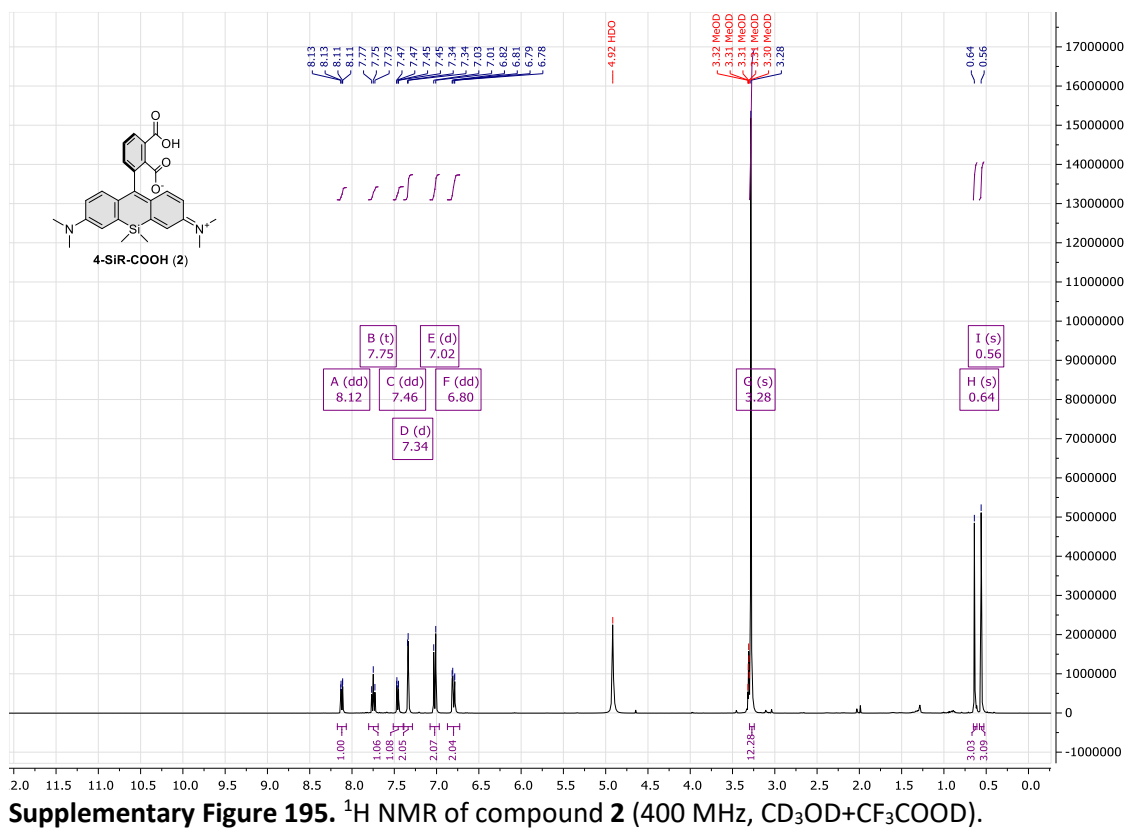 8.13
8.13
8.11
8.11
7.77
7.75
7.73
7.47
7.47
7.45
7.45
7.34
7.34
7.03
7.01
6.82
6.81
6.79
6.78
4.92 HDO
3.32 MeOD
3.31 MeOD
3.31 MeOD
3.31 MeOD
3.30 MeOD
3.28
0.64
0.56
O
OH
O
O-
N
Si
N+
4-SiR-COOH (2)
B (t)
7.75
E (d)
7.02
I (s)
0.56
A (dd)
8.12
C (dd)
7.46
F (dd)
6.80
G (s)
3.28
H (s)
0.64
D (d)
7.34
17000000
16000000
15000000
14000000
13000000
12000000
11000000
10000000
9000000
8000000
7000000
6000000
5000000
4000000
3000000
2000000
1000000
0
-1000000
1.00
1.06
1.08
2.05
2.07
2.04
12.28
3.03
3.09
2.0 11.5 11.0 10.5 10.0 9.5 9.0 8.5 8.0 7.5 7.0 6.5 6.0 5.5 5.0 4.5 4.0 3.5 3.0 2.5 2.0 1.5 1.0 0.5 0.0
Supplementary Figure 195. ¹H NMR of compound 2 (400 MHz, CD₃OD+CF₃COOD).